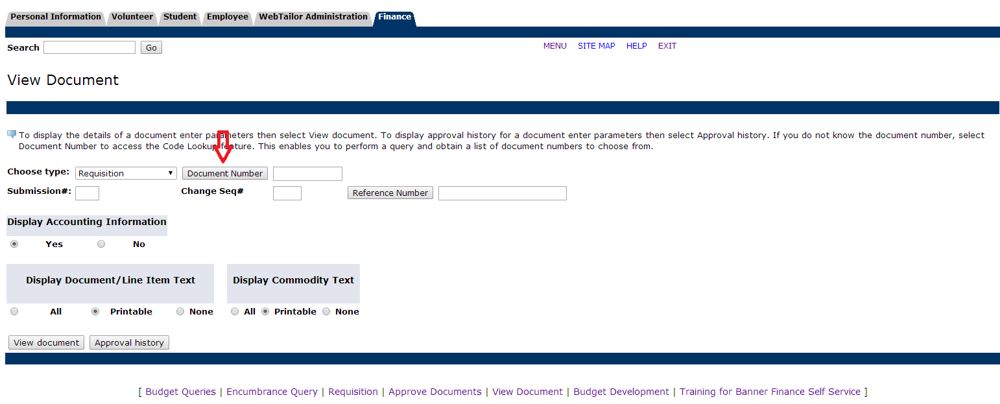 Personal Information Volunteer Student Employee WebTailor Administration Finance
Search Go MENU SITE MAP HELP EXIT
View Document
To display the details of a document enter parameters then select View document. To display approval history for a document enter parameters then select Approval history. If you do not know the document number, select
Document Number to access the Code Lookup feature. This enables you to perform a query and obtain a list of document numbers to choose from.
Choose type: Requisition Document Number
Submission#: Change Seq# Reference Number
Display Accounting Information
Yes No
Display Document/Line Item Text Display Commodity Text
All Printable None All Printable None
View document Approval history
[ Budget Queries | Encumbrance Query | Requisition | Approve Documents | View Document | Budget Development | Training for Banner Finance Self Service ]